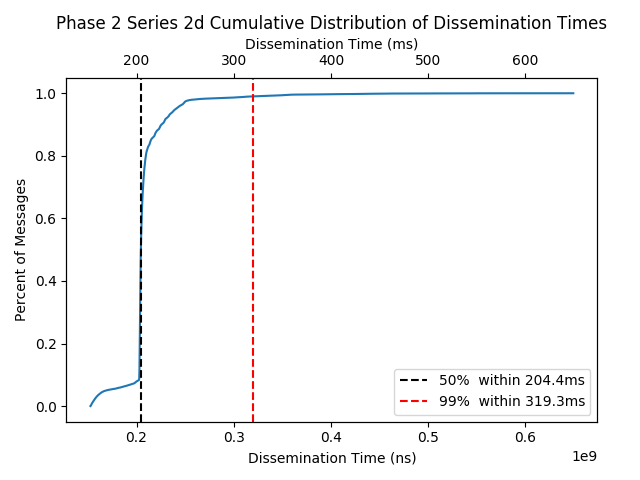 Phase 2 Series 2d Cumulative Distribution of Dissemination Times
Dissemination Time (ms)
200 300 400 500 600
Percent of Messages
1.0
0.8
0.6
0.4
0.2
0.0
50%  within 204.4ms
99%  within 319.3ms
0.2 0.3 0.4 0.5 0.6
1e9
Dissemination Time (ns)